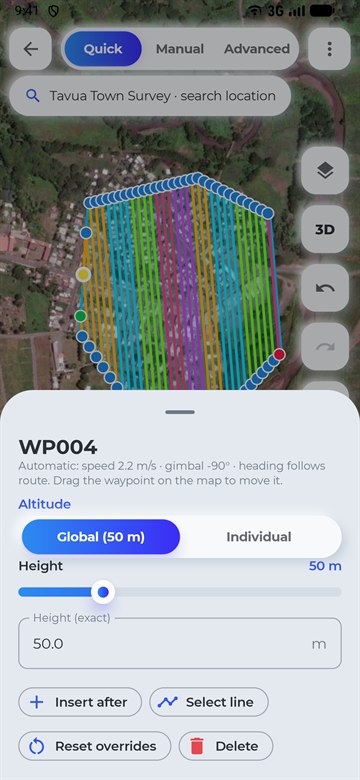 9:41
3G
Quick
Manual
Advanced
Tavua Town Survey · search location
3D
WP004
Automatic: speed 2.2 m/s · gimbal -90° · heading follows
route. Drag the waypoint on the map to move it.
Altitude
Global (50 m)
Individual
Height
50 m
Height (exact)
50.0
m
Insert after
Select line
Reset overrides
Delete